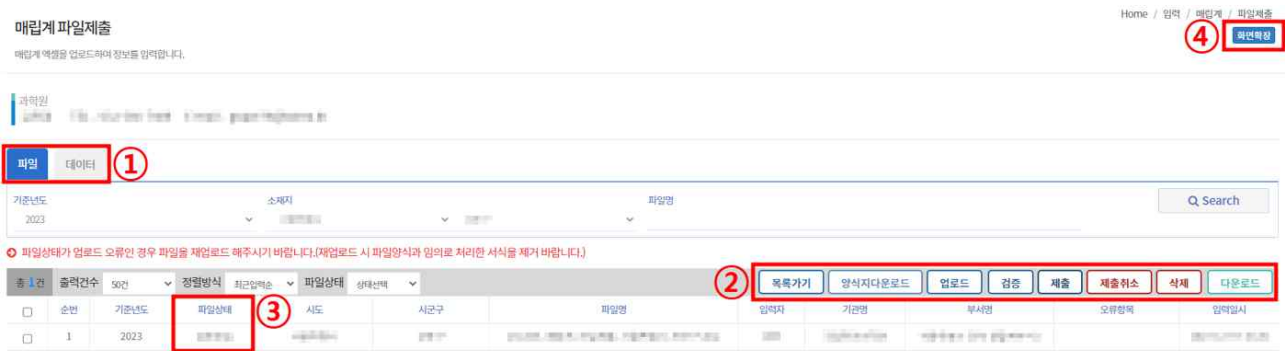 Home / 입력 / 매립계 / 파일제출
매립계 파일제출
④ 화면확장
매립계 엑셀을 업로드하여 정보를 입력합니다.
과학원
파일 데이터 ①
기준년도 소재지 파일명
2023 Search
파일상태가 업로드 오류인 경우 파일을 재업로드 해주시기 바랍니다.(재업로드 시 파일양식과 임의로 처리한 서식을 제거 바랍니다.)
총 1건 출력건수 50건 정렬방식 최근입력순 파일상태 상태선택 ② 목록가기 양식지다운로드 업로드 검증 제출 제출취소 삭제 다운로드
순번 기준년도 파일상태 ③ 시도 시군구 파일명 입력자 기관명 부서명 오류항목 입력일시
1 2023